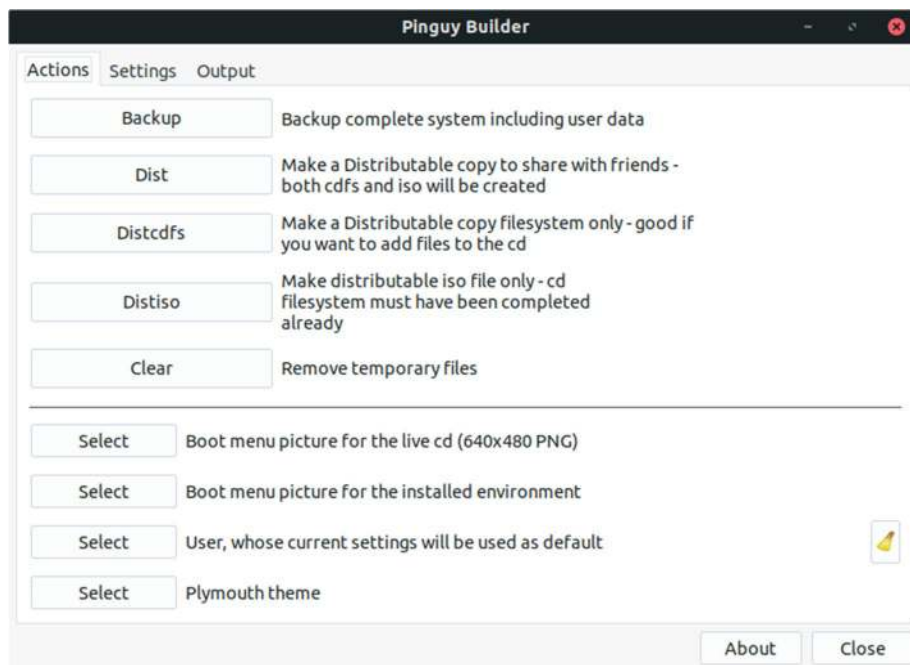 Pinguy Builder
Actions Settings Output
Backup
Backup complete system including user data
Dist
Make a Distributable copy to share with friends -
both cdfs and iso will be created
Distcdfs
Make a Distributable copy filesystem only - good if
you want to add files to the cd
Distiso
Make distributable iso file only - cd
filesystem must have been completed
already
Clear
Remove temporary files
Select
Boot menu picture for the live cd (640x480 PNG)
Select
Boot menu picture for the installed environment
Select
User, whose current settings will be used as default
Select
Plymouth theme
About Close